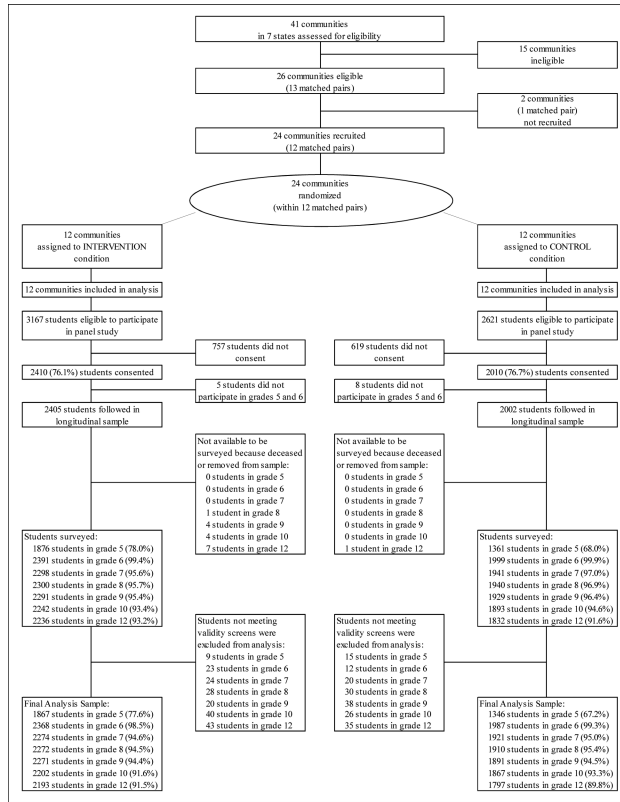 41 communities
in 7 states assessed for eligibility
15 communities
ineligible
26 communities eligible
(13 matched pairs)
2 communities
(1 matched pair)
not recruited
24 communities recruited
(12 matched pairs)
24 communities
randomized
(within 12 matched pairs)
12 communities
assigned to INTERVENTION
condition
12 communities included in analysis
3167 students eligible to participate
in panel study
757 students did not
consent
2410 (76.1%) students consented
5 students did not
participate in grades 5 and 6
2405 students followed in
longitudinal sample
Not available to be
surveyed because deceased
or removed from sample:
0 students in grade 5
0 students in grade 6
0 students in grade 7
1 student in grade 8
4 students in grade 9
4 students in grade 10
7 students in grade 12
Students surveyed:
1876 students in grade 5 (78.0%)
2391 students in grade 6 (99.4%)
2298 students in grade 7 (95.6%)
2300 students in grade 8 (95.7%)
2291 students in grade 9 (95.4%)
2242 students in grade 10 (93.4%)
2236 students in grade 12 (93.2%)
Students not meeting
validity screens were
excluded from analysis:
9 students in grade 5
23 students in grade 6
24 students in grade 7
28 students in grade 8
20 students in grade 9
40 students in grade 10
43 students in grade 12
Final Analysis Sample:
1867 students in grade 5 (77.6%)
2368 students in grade 6 (98.5%)
2274 students in grade 7 (94.6%)
2272 students in grade 8 (94.5%)
2271 students in grade 9 (94.4%)
2202 students in grade 10 (91.6%)
2193 students in grade 12 (91.5%)
12 communities
assigned to CONTROL
condition
12 communities included in analysis
2621 students eligible to participate
in panel study
619 students did not
consent
2010 (76.7%) students consented
8 students did not
participate in grades 5 and 6
2002 students followed in
longitudinal sample
Not available to be
surveyed because deceased
or removed from sample:
0 students in grade 5
0 students in grade 6
0 students in grade 7
0 students in grade 8
0 students in grade 9
0 students in grade 10
1 student in grade 12
Students surveyed:
1361 students in grade 5 (68.0%)
1999 students in grade 6 (99.9%)
1941 students in grade 7 (97.0%)
1940 students in grade 8 (96.9%)
1929 students in grade 9 (96.4%)
1893 students in grade 10 (94.6%)
1832 students in grade 12 (91.6%)
Students not meeting
validity screens were
excluded from analysis:
15 students in grade 5
12 students in grade 6
20 students in grade 7
30 students in grade 8
38 students in grade 9
26 students in grade 10
35 students in grade 12
Final Analysis Sample:
1346 students in grade 5 (67.2%)
1987 students in grade 6 (99.3%)
1921 students in grade 7 (95.0%)
1910 students in grade 8 (95.4%)
1891 students in grade 9 (94.5%)
1867 students in grade 10 (93.3%)
1797 students in grade 12 (89.8%)